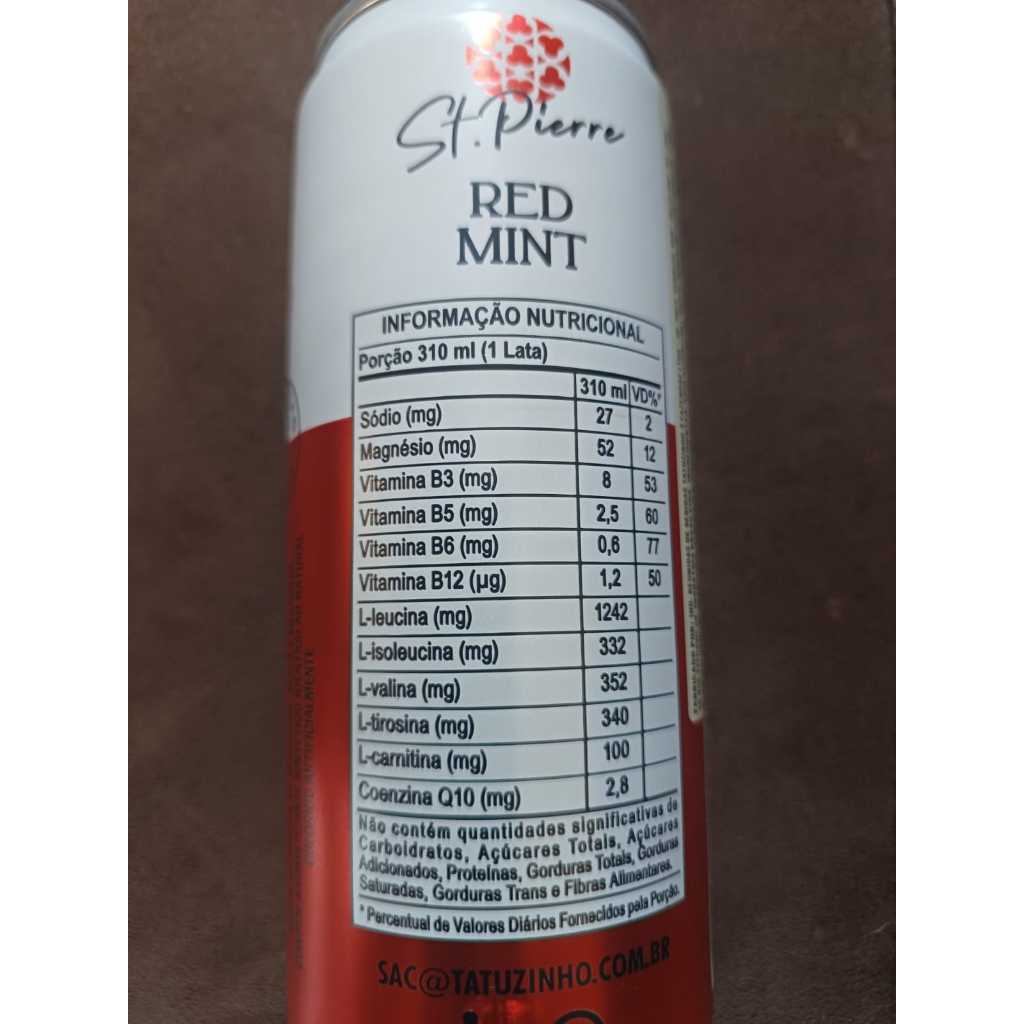 St. Pierre
RED
MINT
INFORMAÇÃO NUTRICIONAL
Porção 310 ml (1 Lata)
310 ml VD%*
Sódio (mg) 27 2
Magnésio (mg) 52 12
Vitamina B3 (mg) 8 53
Vitamina B5 (mg) 2,5 60
Vitamina B6 (mg) 0,6 77
Vitamina B12 (µg) 1,2 50
L-leucina (mg) 1242
L-isoleucina (mg) 332
L-valina (mg) 352
L-tirosina (mg) 340
L-carnitina (mg) 100
Coenzina Q10 (mg) 2,8
Não contém quantidades significativas de
Carboidratos, Açúcares Totais, Açúcares
Adicionados, Proteínas, Gorduras Totais, Gorduras
Saturadas, Gorduras Trans e Fibras Alimentares.
* Percentual de Valores Diários Fornecidos pela Porção.
SAC@TATUZINHO.COM.BR